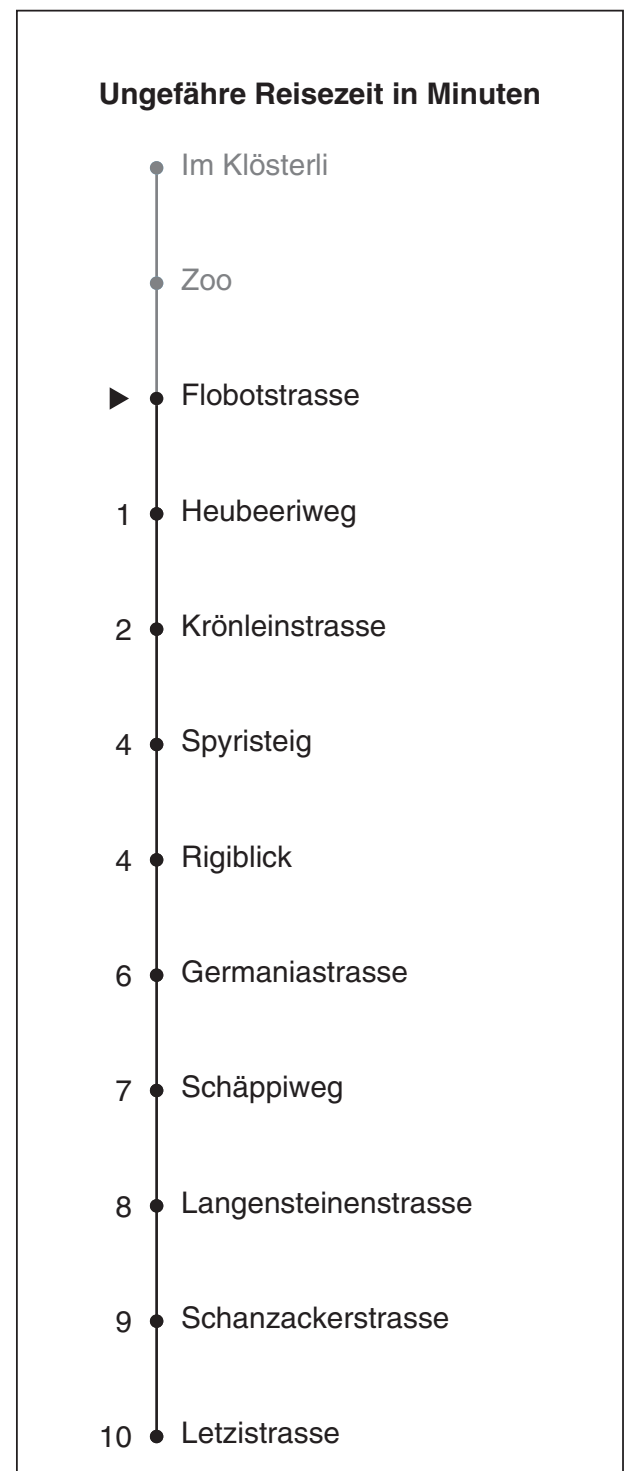 Ungefähre Reisezeit in Minuten
Im Klösterli
Zoo
Flobotstrasse
1 Heubeeriweg
2 Krönleinstrasse
4 Spyristeig
4 Rigiblick
6 Germaniastrasse
7 Schäppiweg
8 Langensteinenstrasse
9 Schanzackerstrasse
10 Letzistrasse